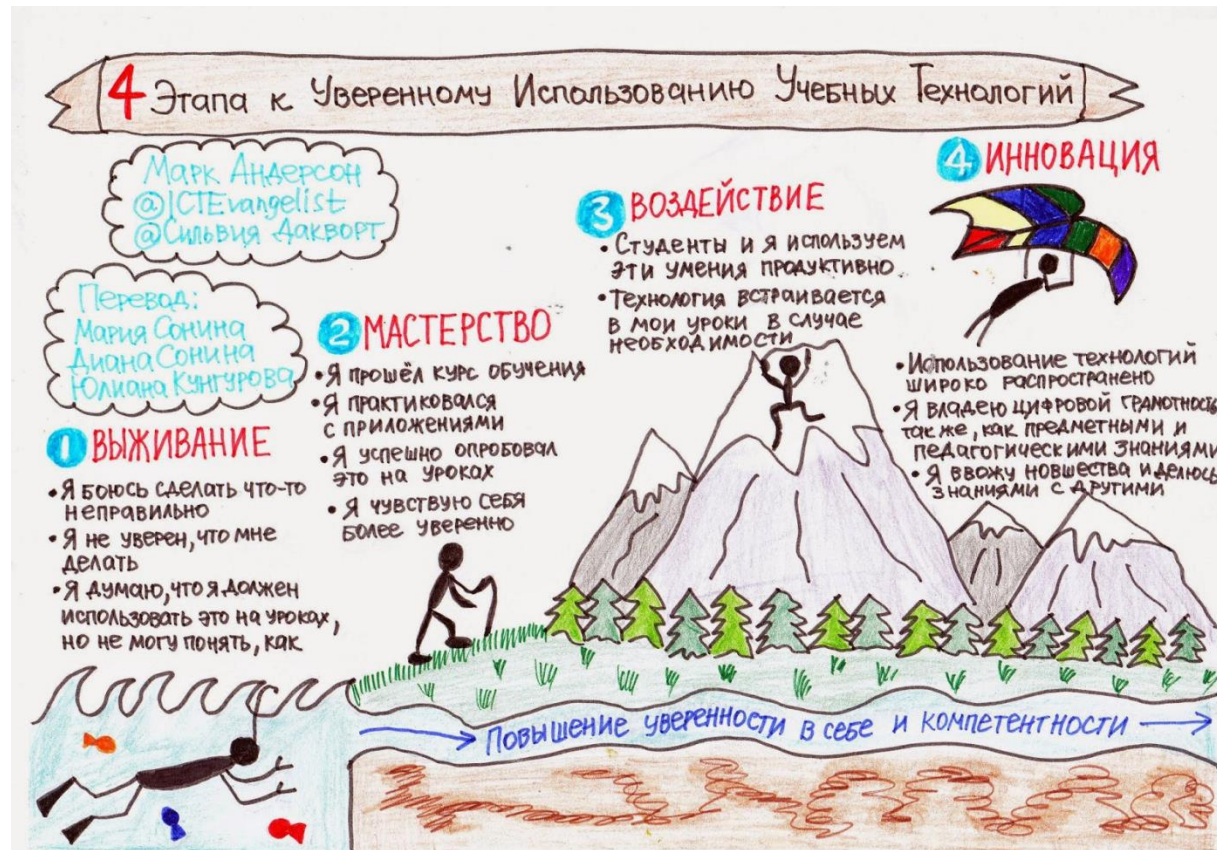 4 Этапа к Уверенному Использованию Учебных Технологий
Марк Андерсон
@ICTEvangelist
@Сильвия Дакворт
Перевод:
Мария Сонина
Диана Сонина
Юлиана Кунгурова
1 ВЫЖИВАНИЕ
• Я боюсь сделать что-то
неправильно
• Я не уверен, что мне
делать
• Я думаю, что я должен
использовать это на уроках,
но не могу понять, как
2 МАСТЕРСТВО
• Я прошёл курс обучения
• Я практиковался
с приложениями
• Я успешно опробовал
это на уроках
• Я чувствую себя
более уверенно
3 ВОЗДЕЙСТВИЕ
• Студенты и я используем
эти умения продуктивно
• Технология встраивается
в мои уроки в случае
необходимости
4 ИННОВАЦИЯ
• Использование технологий
широко распространено
• Я владею цифровой грамотность
также, как предметными и
педагогическими знаниями
• Я ввожу новшества и делюсь
знаниями с другими
Повышение уверенности в себе и компетентности